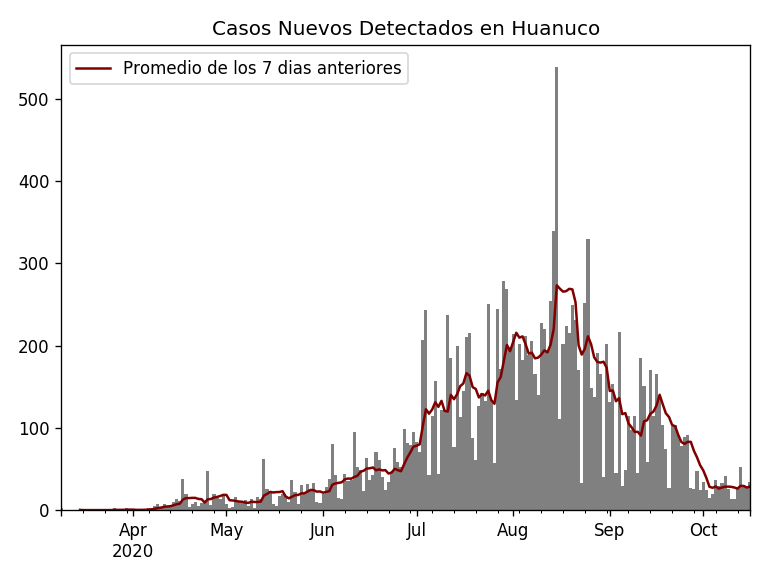 Casos Nuevos Detectados en Huanuco
Promedio de los 7 dias anteriores
500
400
300
200
100
0
Apr May Jun Jul Aug Sep Oct
2020